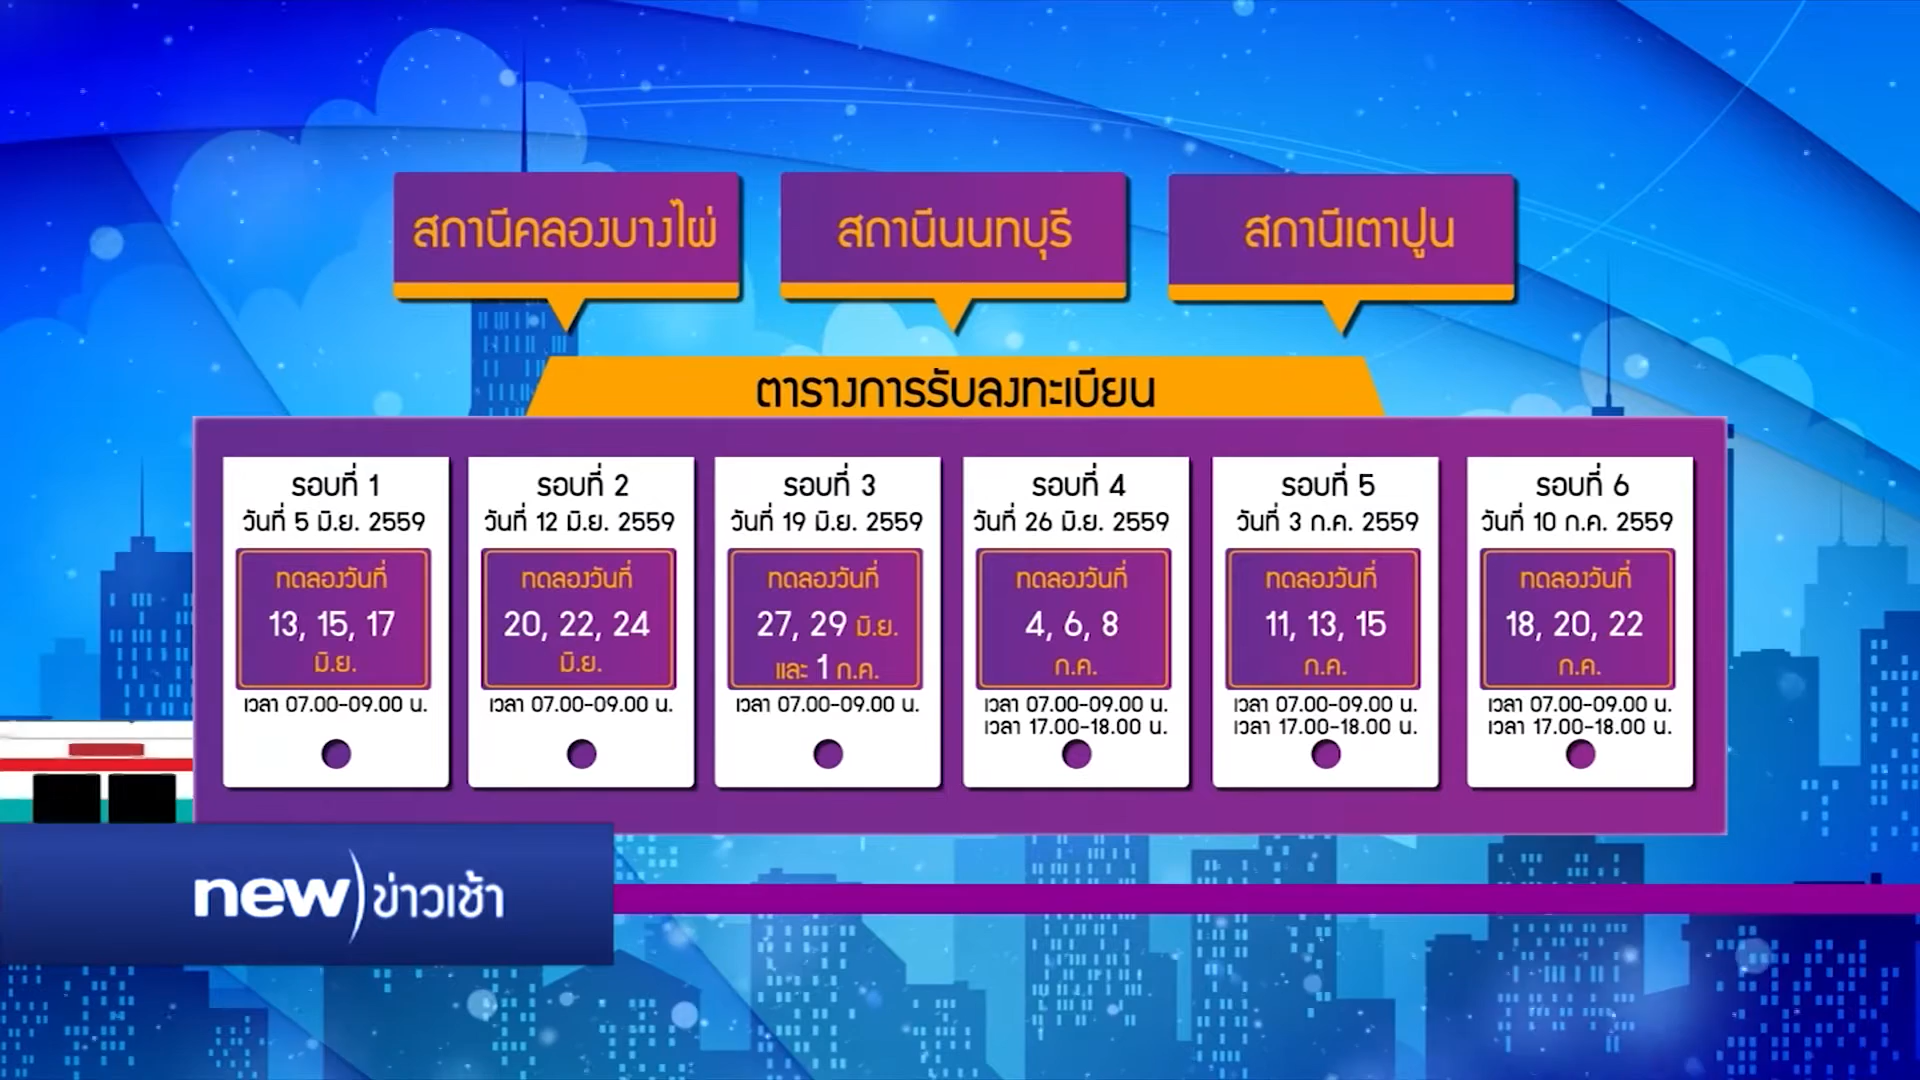 สถานีคลองบางไผ่
สถานีนนทบุรี
สถานีเตาปูน
ตารางการรับลงทะเบียน
รอบที่ 1
วันที่ 5 มิ.ย. 2559
ทดลองวันที่
13, 15, 17
มิ.ย.
เวลา 07.00-09.00 น.
รอบที่ 2
วันที่ 12 มิ.ย. 2559
ทดลองวันที่
20, 22, 24
มิ.ย.
เวลา 07.00-09.00 น.
รอบที่ 3
วันที่ 19 มิ.ย. 2559
ทดลองวันที่
27, 29 มิ.ย.
และ 1 ก.ค.
เวลา 07.00-09.00 น.
รอบที่ 4
วันที่ 26 มิ.ย. 2559
ทดลองวันที่
4, 6, 8
ก.ค.
เวลา 07.00-09.00 น.
เวลา 17.00-18.00 น.
รอบที่ 5
วันที่ 3 ก.ค. 2559
ทดลองวันที่
11, 13, 15
ก.ค.
เวลา 07.00-09.00 น.
เวลา 17.00-18.00 น.
รอบที่ 6
วันที่ 10 ก.ค. 2559
ทดลองวันที่
18, 20, 22
ก.ค.
เวลา 07.00-09.00 น.
เวลา 17.00-18.00 น.
new)ข่าวเช้า